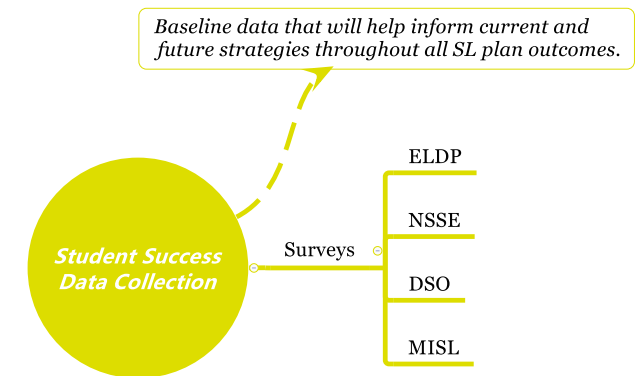 Baseline data that will help inform current and
future strategies throughout all SL plan outcomes.
Student Success
Data Collection
Surveys
ELDP
NSSE
DSO
MISL